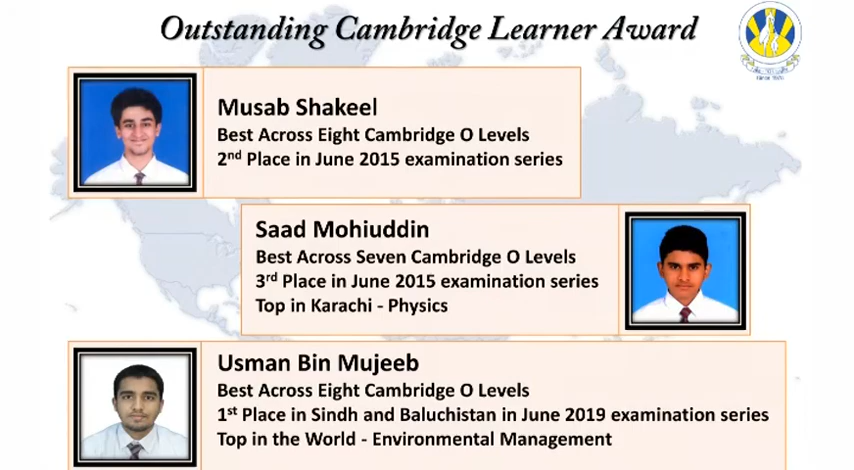 Outstanding Cambridge Learner Award
Musab Shakeel
Best Across Eight Cambridge O Levels
2nd Place in June 2015 examination series
Saad Mohiuddin
Best Across Seven Cambridge O Levels
3rd Place in June 2015 examination series
Top in Karachi - Physics
Usman Bin Mujeeb
Best Across Eight Cambridge O Levels
1st Place in Sindh and Baluchistan in June 2019 examination series
Top in the World - Environmental Management